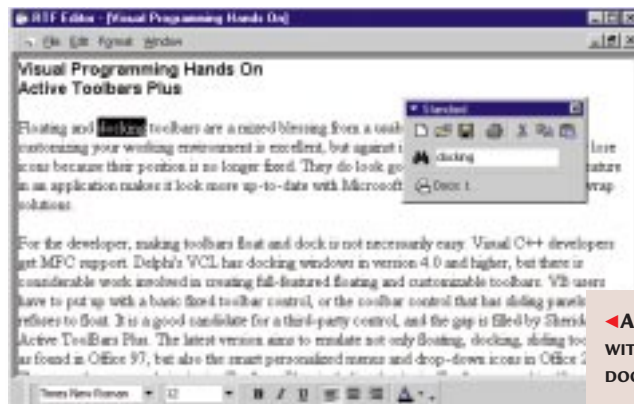 RTF Editor - [Visual Programming Hands On]
File Edit Format Window
Visual Programming Hands On
Active Toolbars Plus
Floating and docking toolbars are a mixed blessing from a
customizing your working environment is excellent, but against lose
icons because their position is no longer fixed. They do look
in an application makes it look more up-to-date with Microsoft wrap
solutions.
Standard
docking
Docs: 1
For the developer, making toolbars float and dock is not necessarily easy. Visual C++ developers
get MFC support. Delphi's VCL has docking windows in version 4.0 and higher, but there is
considerable work involved in creating full-featured floating and customizable toolbars. VB users
have to put up with a basic fixed toolbar control, or the coolbar control that has sliding panels
refuses to float. It is a good candidate for a third-party control, and the gap is filled by
Active ToolBars Plus. The latest version aims to emulate not only floating, docking, sliding
as found in Office 97, but also the smart personalized menus and drop-down icons in Office
Times New Roman 12 B I U A
◀A
WIT
DOC